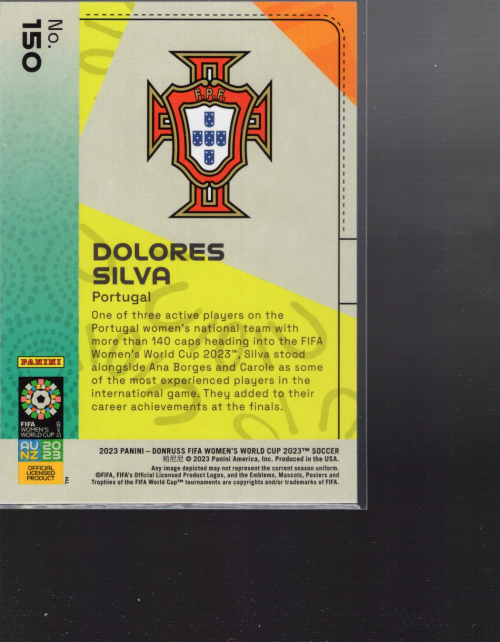 No.
150
F.P.F.
DOLORES
SILVA
Portugal
One of three active players on the
Portugal women's national team with
more than 140 caps heading into the FIFA
Women's World Cup 2023™, Silva stood
alongside Ana Borges and Carole as some
of the most experienced players in the
international game. They added to their
career achievements at the finals.
PANINI
FIFA
WOMEN'S
WORLD CUP
AU 20
NZ 23
OFFICIAL
LICENSED
PRODUCT
2023 PANINI – DONRUSS FIFA WOMEN'S WORLD CUP 2023™ SOCCER
帕尼尼 © 2023 Panini America, Inc. Produced in the USA.
Any image depicted may not represent the current season uniform.
©FIFA, FIFA's Official Licensed Product Logos, and the Emblems, Mascots, Posters and
Trophies of the FIFA World Cup™ tournaments are copyrights and/or trademarks of FIFA.